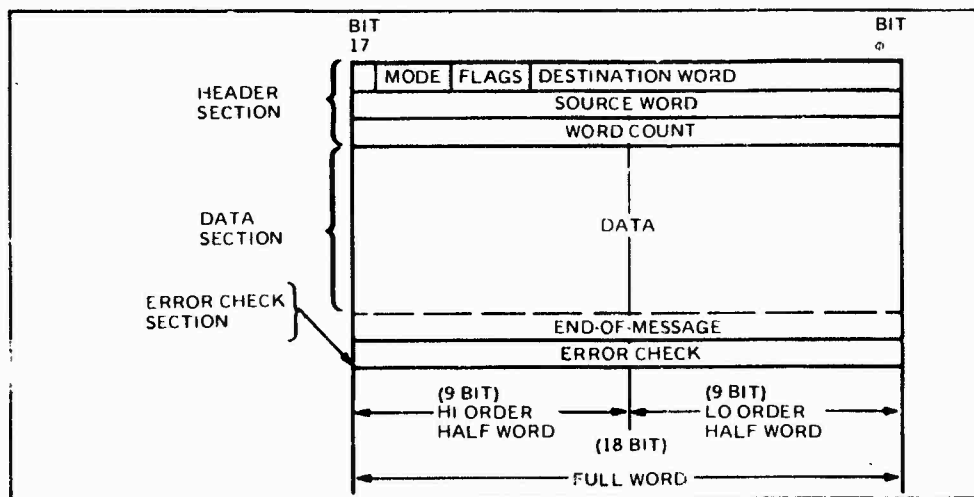 BIT
17
BIT
φ
HEADER
SECTION
MODE
FLAGS
DESTINATION WORD
SOURCE WORD
WORD COUNT
DATA
SECTION
DATA
ERROR CHECK
SECTION
END-OF-MESSAGE
ERROR CHECK
(9 BIT)
HI ORDER
HALF WORD
(9 BIT)
LO ORDER
HALF WORD
(18 BIT)
FULL WORD